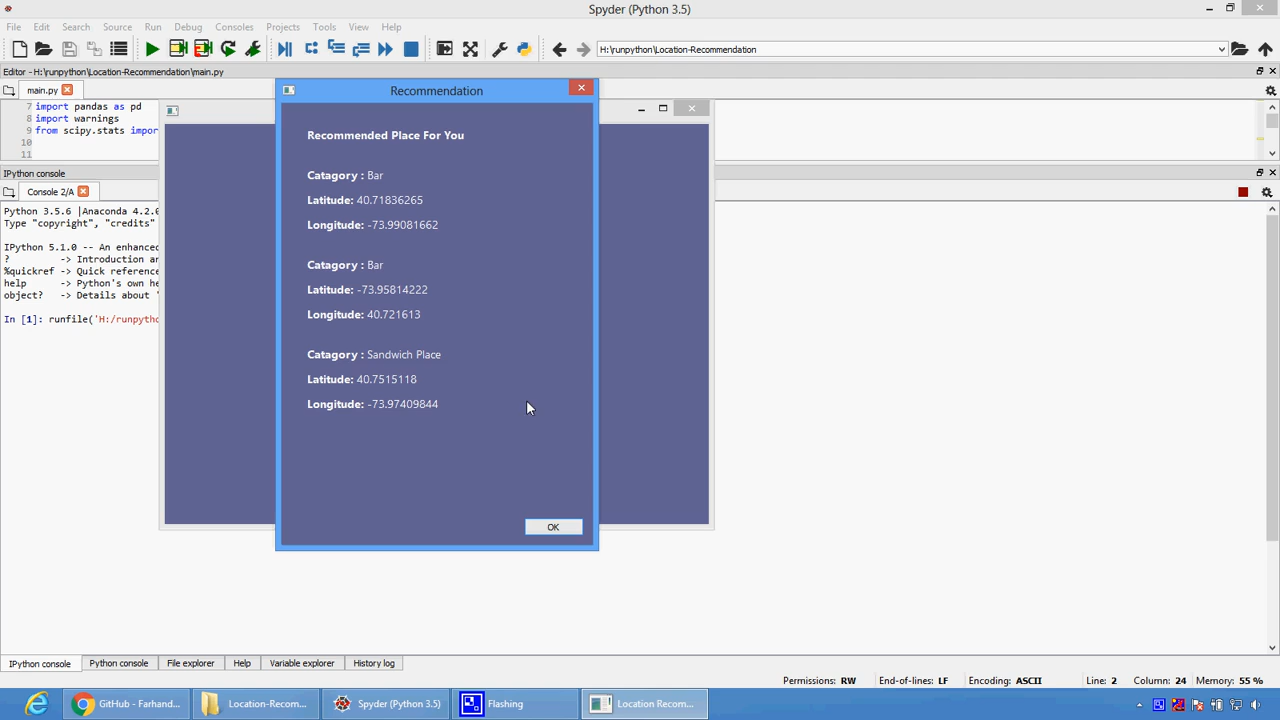 Spyder (Python 3.5)
File Edit Search Source Run Debug Consoles Projects Tools View Help
H:\runpython\Location-Recommendation
Editor - H:\runpython\Location-Recommendation\main.py
main.py
7 import pandas as pd
8 import warnings
9 from scipy.stats impor
10
11
IPython console
Console 2/A
Python 3.5.6 |Anaconda 4.2.0
Type "copyright", "credits"
IPython 5.1.0 -- An enhanced
? -> Introduction an
%quickref -> Quick reference
help -> Python's own he
object? -> Details about '
In [1]: runfile('H:/runpytho
Recommendation
Recommended Place For You
Catagory : Bar
Latitude: 40.71836265
Longitude: -73.99081662
Catagory : Bar
Latitude: -73.95814222
Longitude: 40.721613
Catagory : Sandwich Place
Latitude: 40.7515118
Longitude: -73.97409844
OK
IPython console Python console File explorer Help Variable explorer History log
Permissions: RW End-of-lines: LF Encoding: ASCII Line: 2 Column: 24 Memory: 55 %
GitHub - Farhand... Location-Recom... Spyder (Python 3.5) Flashing Location Recom...